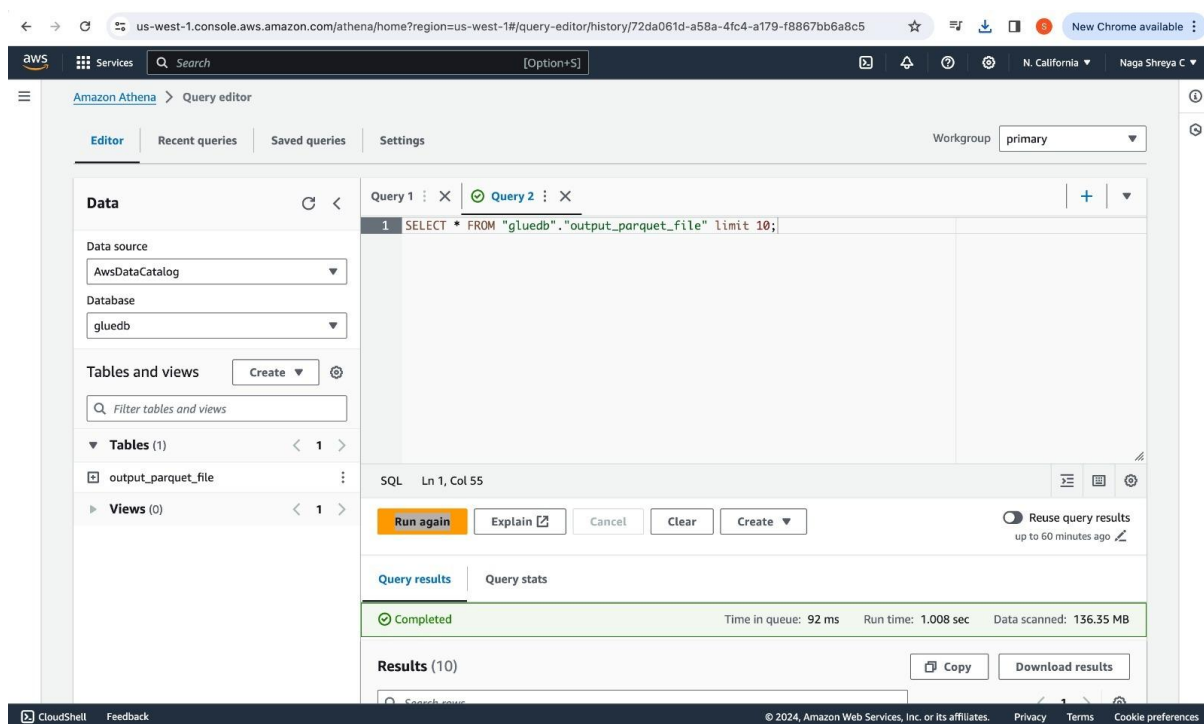 us-west-1.console.aws.amazon.com/athena/home?region=us-west-1#/query-editor/history/72da061d-a58a-4fc4-a179-f8867bb6a8c5
S
New Chrome available
aws
Services
Search
[Option+S]
N. California
Naga Shreya C
Amazon Athena > Query editor
Editor
Recent queries
Saved queries
Settings
Workgroup
primary
Data
Data source
AwsDataCatalog
Database
gluedb
Tables and views
Create
Filter tables and views
Tables (1)
< 1 >
output_parquet_file
Views (0)
< 1 >
Query 1
Query 2
1 SELECT * FROM "gluedb"."output_parquet_file" limit 10;
SQL Ln 1, Col 55
Run again
Explain
Cancel
Clear
Create
Reuse query results
up to 60 minutes ago
Query results
Query stats
Completed
Time in queue: 92 ms
Run time: 1.008 sec
Data scanned: 136.35 MB
Results (10)
Copy
Download results
Search rows
< 1 >
CloudShell
Feedback
© 2024, Amazon Web Services, Inc. or its affiliates.
Privacy
Terms
Cookie preferences